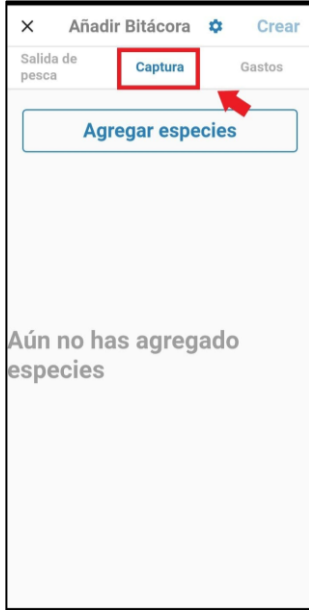 × Añadir Bitácora Crear
Salida de
pesca
Captura
Gastos
Agregar especies
Aún no has agregado
especies